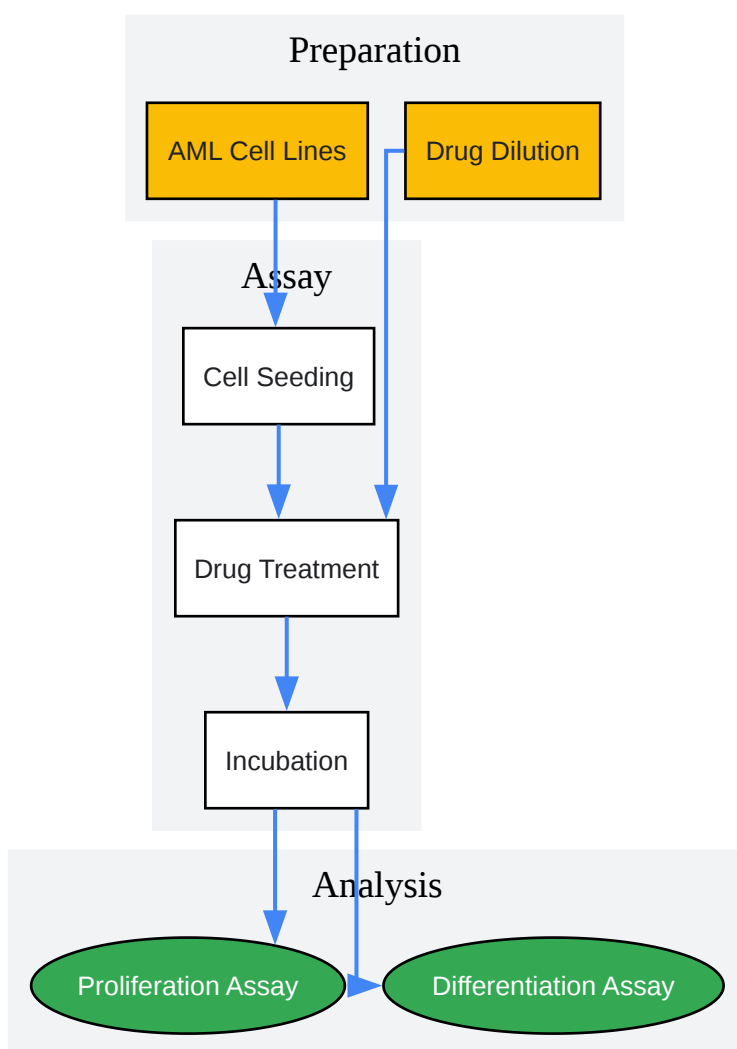 Preparation
AML Cell Lines
Drug Dilution
Assay
Cell Seeding
Drug Treatment
Incubation
Analysis
Proliferation Assay
Differentiation Assay